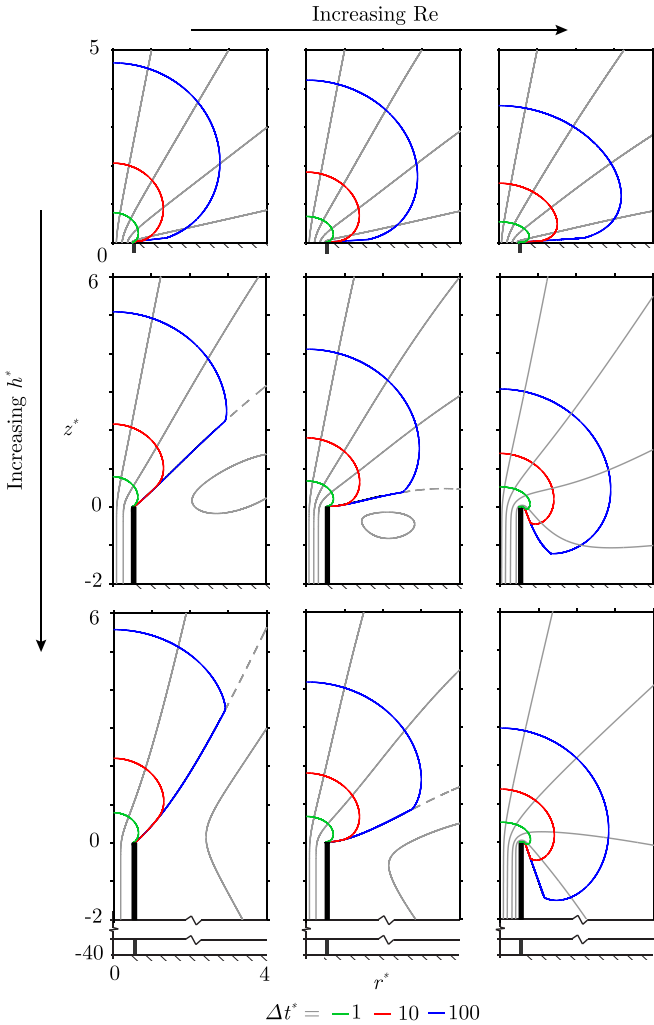 Increasing Re
5
0
Increasing h*
6
z*
0
-2
6
0
-2
-40
0
4
r*
Δt* = 1 10 100